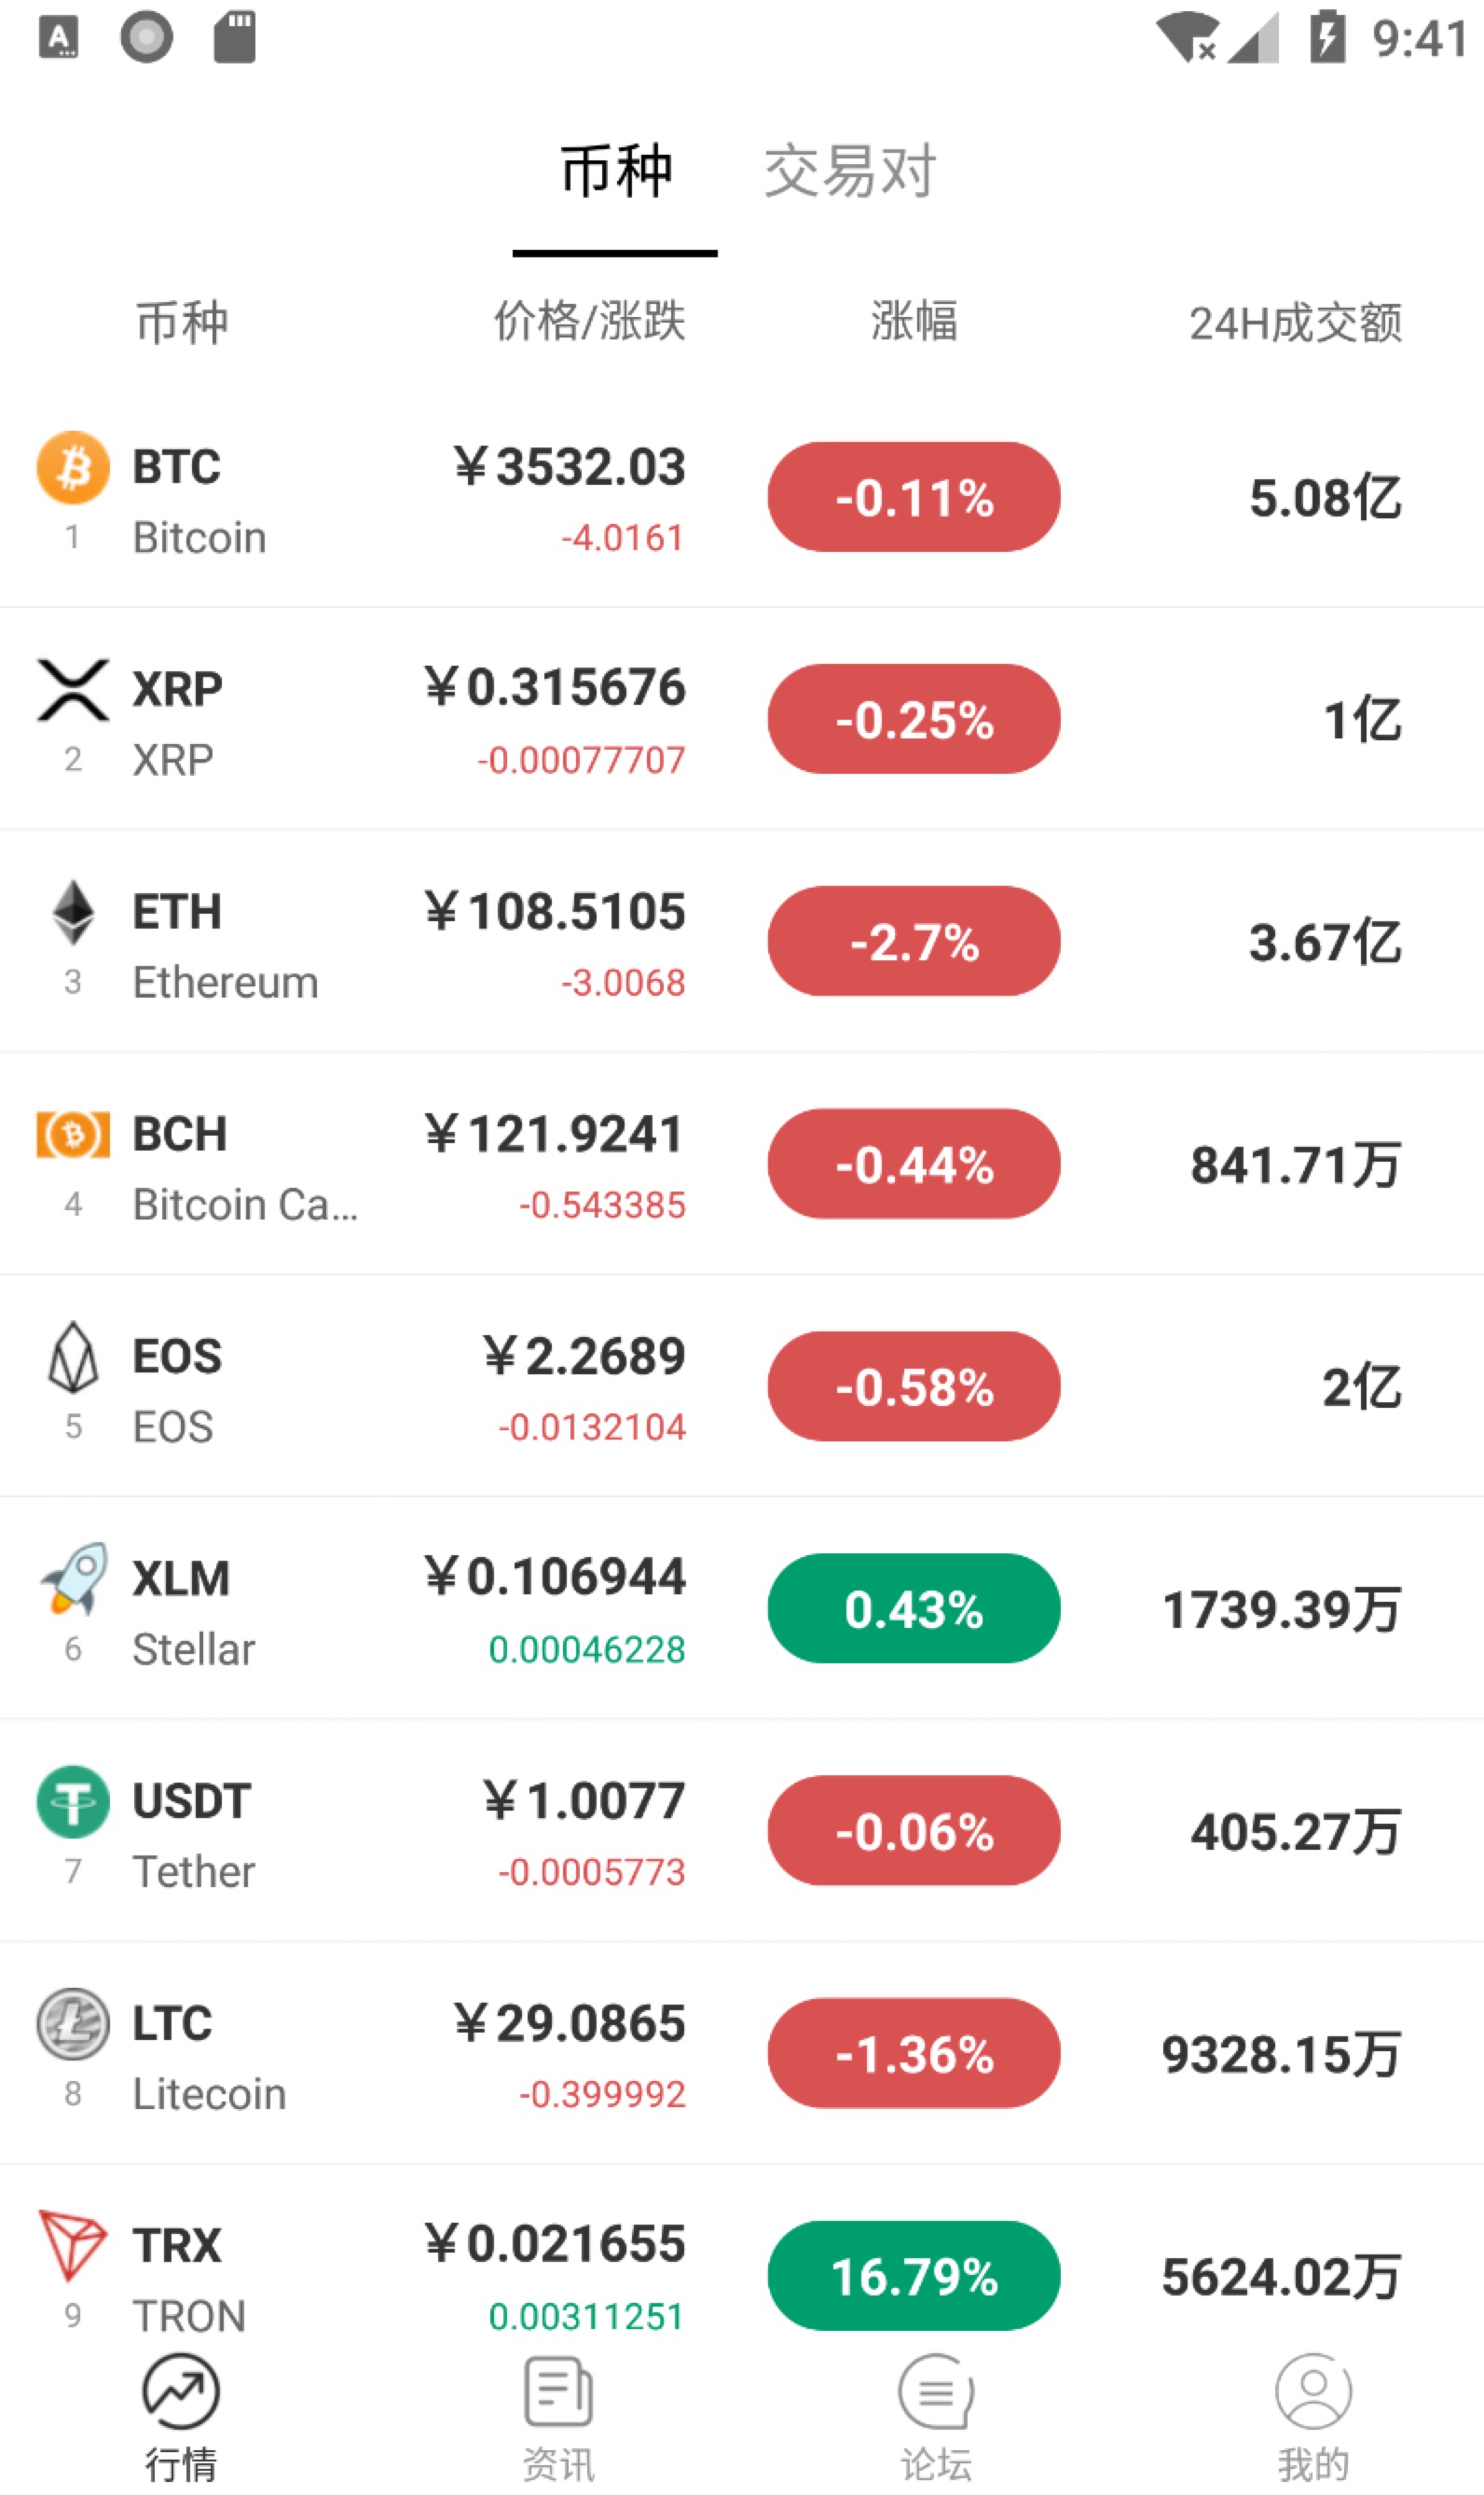 9:41
币种 交易对
币种 价格/涨跌 涨幅 24H成交额
BTC ￥3532.03 -0.11% 5.08亿
1 Bitcoin -4.0161
XRP ￥0.315676 -0.25% 1亿
2 XRP -0.00077707
ETH ￥108.5105 -2.7% 3.67亿
3 Ethereum -3.0068
BCH ￥121.9241 -0.44% 841.71万
4 Bitcoin Ca... -0.543385
EOS ￥2.2689 -0.58% 2亿
5 EOS -0.0132104
XLM ￥0.106944 0.43% 1739.39万
6 Stellar 0.00046228
USDT ￥1.0077 -0.06% 405.27万
7 Tether -0.0005773
LTC ￥29.0865 -1.36% 9328.15万
8 Litecoin -0.399992
TRX ￥0.021655 16.79% 5624.02万
9 TRON 0.00311251
行情 资讯 论坛 我的